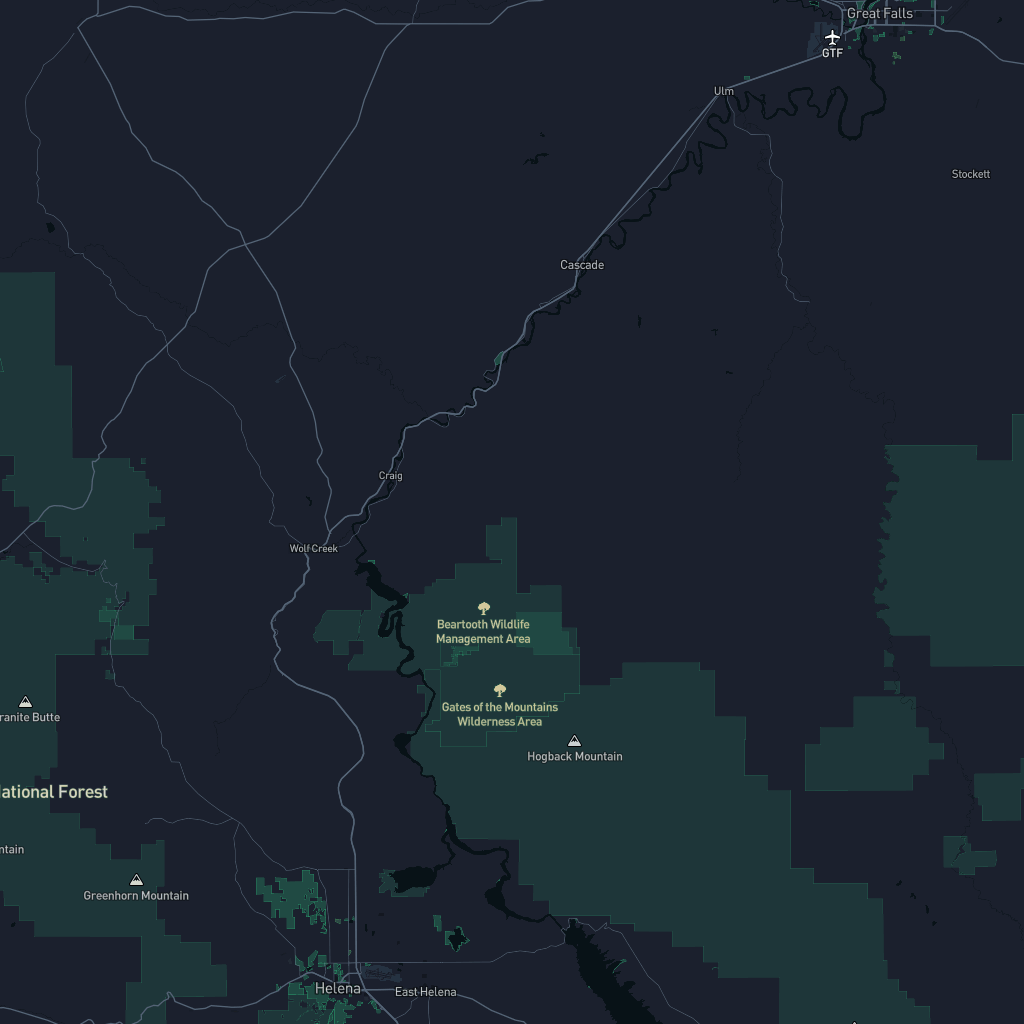 Great Falls
GTF
Ulm
Stockett
Cascade
Craig
Wolf Creek
Beartooth Wildlife
Management Area
Gates of the Mountains
Wilderness Area
ranite Butte
Hogback Mountain
ational Forest
ntain
Greenhorn Mountain
Helena
East Helena